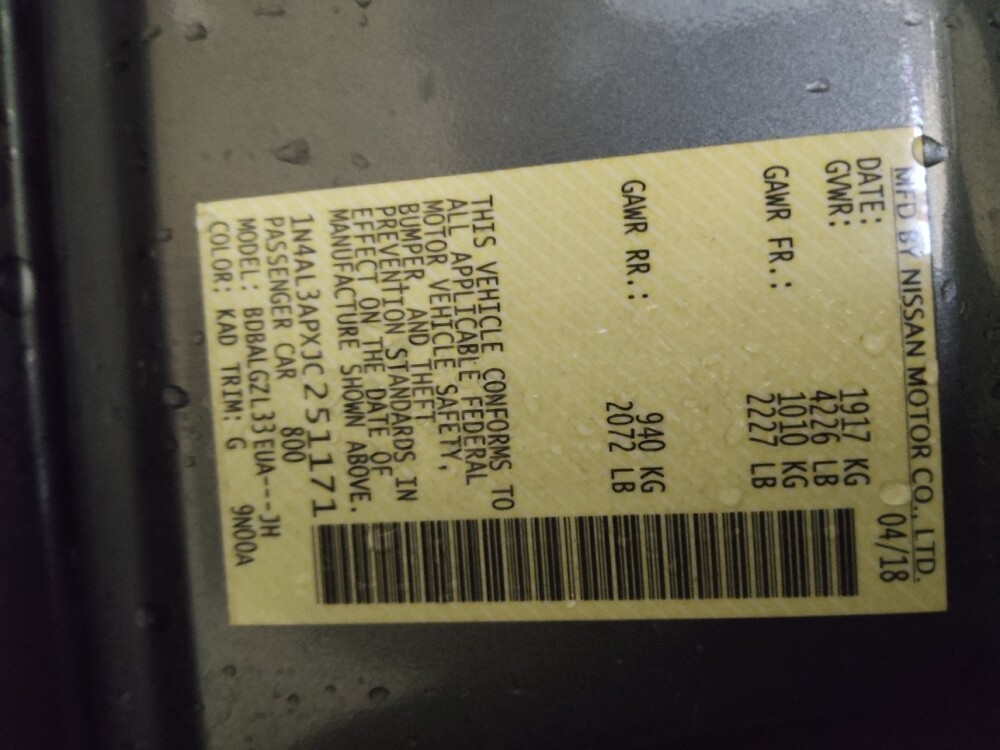 MFD BY NISSAN MOTOR CO., LTD.
DATE: 04/18
GVWR: 1917 KG
4226 LB
GAWR FR.: 1010 KG
2227 LB
GAWR RR.: 940 KG
2072 LB
THIS VEHICLE CONFORMS TO
ALL APPLICABLE FEDERAL
MOTOR VEHICLE SAFETY,
BUMPER, AND THEFT
PREVENTION STANDARDS IN
EFFECT ON THE DATE OF
MANUFACTURE SHOWN ABOVE.
1N4AL3APXJC251171
PASSENGER CAR 800
MODEL: BDBALGZL33EUA---JH
COLOR: KAD TRIM: G 9N00A